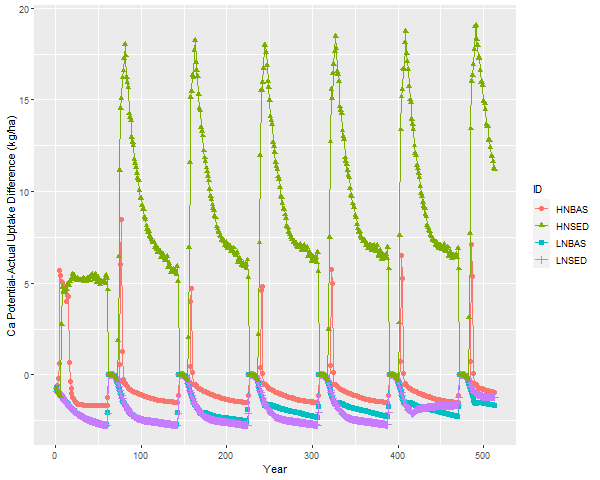 Ca Potential-Actual Uptake Difference (kg/ha)
20
15
10
5
0
0 100 200 300 400 500
Year
ID
HNBAS
HNSED
LNBAS
LNSED